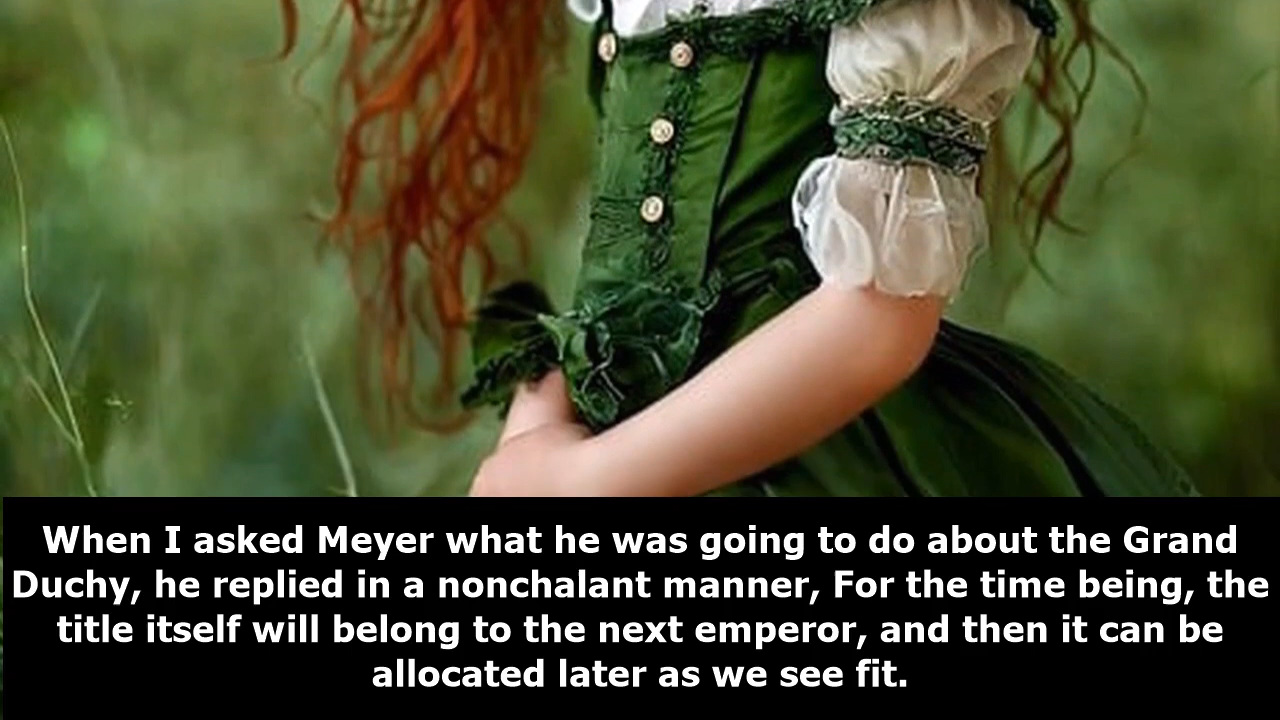 When I asked Meyer what he was going to do about the Grand
Duchy, he replied in a nonchalant manner, For the time being, the
title itself will belong to the next emperor, and then it can be
allocated later as we see fit.